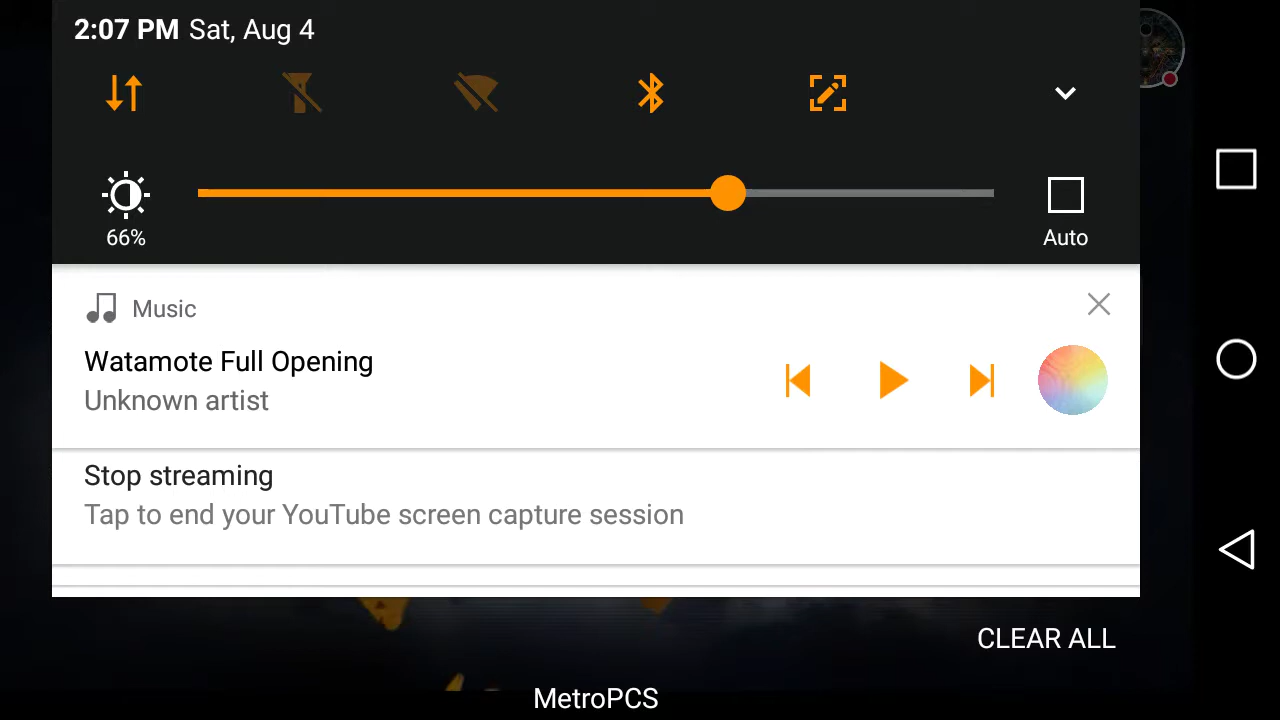 2:07 PM Sat, Aug 4
66%
Auto
Music
Watamote Full Opening
Unknown artist
Stop streaming
Tap to end your YouTube screen capture session
CLEAR ALL
MetroPCS